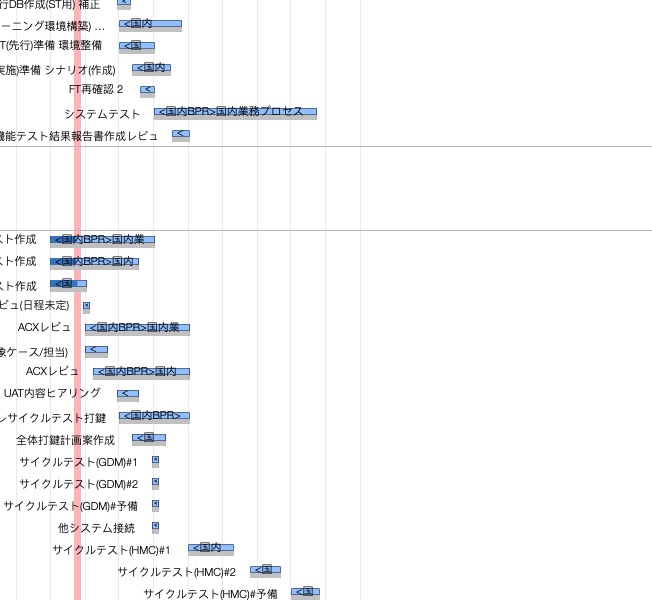 行DB作成(ST用) 補正 <
ーニング環境構築) ... <国内
T(先行)準備 環境整備 <国
実施)準備 シナリオ(作成) <国内
FT再確認 2 <
システムテスト <国内BPR>国内業務プロセス
機能テスト結果報告書作成レビュ <
スト作成 <国内BPR>国内業
スト作成 <国内BPR>国内
スト作成 <国
ビュ(日程未定) <
ACXレビュ <国内BPR>国内業
象ケース/担当) <
ACXレビュ <国内BPR>国内
UAT内容ヒアリング <
レサイクルテスト打鍵 <国内BPR>
全体打鍵計画案作成 <国
サイクルテスト(GDM)#1 <
サイクルテスト(GDM)#2 <
サイクルテスト(GDM)#予備 <
他システム接続 <
サイクルテスト(HMC)#1 <国内
サイクルテスト(HMC)#2 <国
サイクルテスト(HMC)#予備 <国